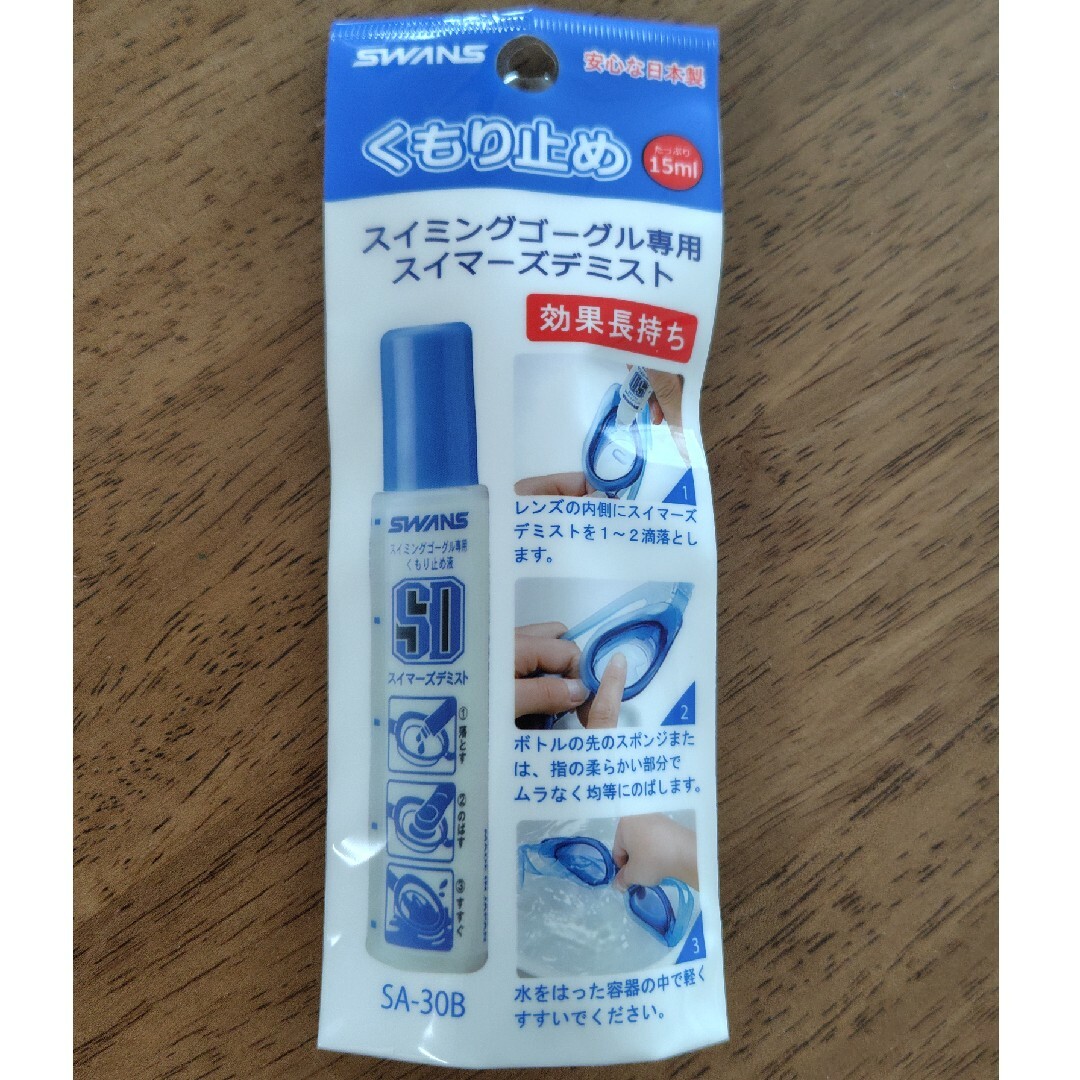 SWANS
安心な日本製
くもり止め
たっぷり
15ml
スイミングゴーグル専用
スイマーズデミスト
効果長持ち
1
レンズの内側にスイマーズ
デミストを1~2滴落とし
ます。
2
ボトルの先のスポンジまた
は、指の柔らかい部分で
ムラなく均等にのばします。
3
水をはった容器の中で軽く
すすいでください。
SWANS
スイミングゴーグル専用
くもり止め液
SD
スイマーズデミスト
①落とす
②のばす
③すすぐ
MADE IN JAPAN
SA-30B